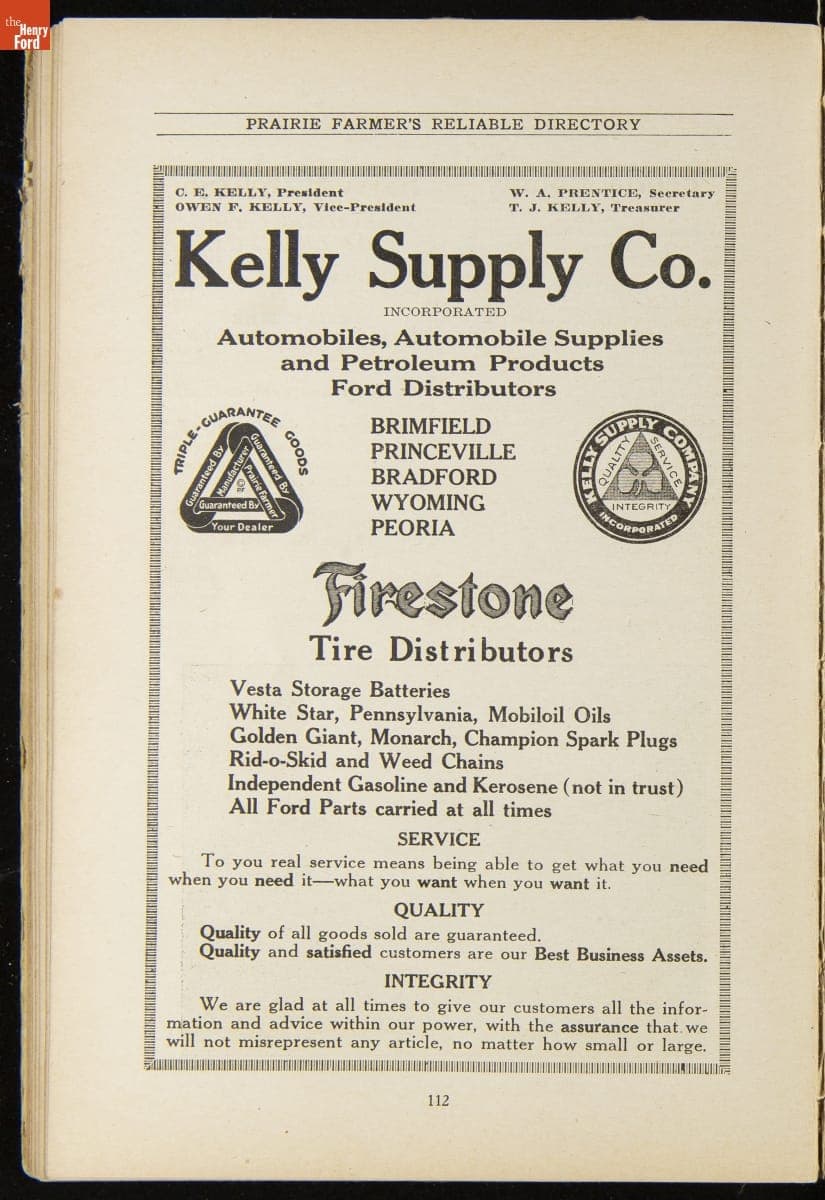 the
Henry
Ford
PRAIRIE FARMER'S RELIABLE DIRECTORY
C. E. KELLY, President
OWEN F. KELLY, Vice-President
W. A. PRENTICE, Secretary
T. J. KELLY, Treasurer
Kelly Supply Co.
INCORPORATED
Automobiles, Automobile Supplies
and Petroleum Products
Ford Distributors
TRIPLE-GUARANTEE GOODS
Guaranteed By
Manufacturer
Guaranteed By
Prairie Farmer
Guaranteed By
Your Dealer
© PF
BRIMFIELD
PRINCEVILLE
BRADFORD
WYOMING
PEORIA
KELLY SUPPLY COMPANY
INCORPORATED
QUALITY
SERVICE
INTEGRITY
Firestone
Tire Distributors
Vesta Storage Batteries
White Star, Pennsylvania, Mobiloil Oils
Golden Giant, Monarch, Champion Spark Plugs
Rid-o-Skid and Weed Chains
Independent Gasoline and Kerosene (not in trust)
All Ford Parts carried at all times
SERVICE
To you real service means being able to get what you need
when you need it—what you want when you want it.
QUALITY
Quality of all goods sold are guaranteed.
Quality and satisfied customers are our Best Business Assets.
INTEGRITY
We are glad at all times to give our customers all the infor-
mation and advice within our power, with the assurance that we
will not misrepresent any article, no matter how small or large.
112